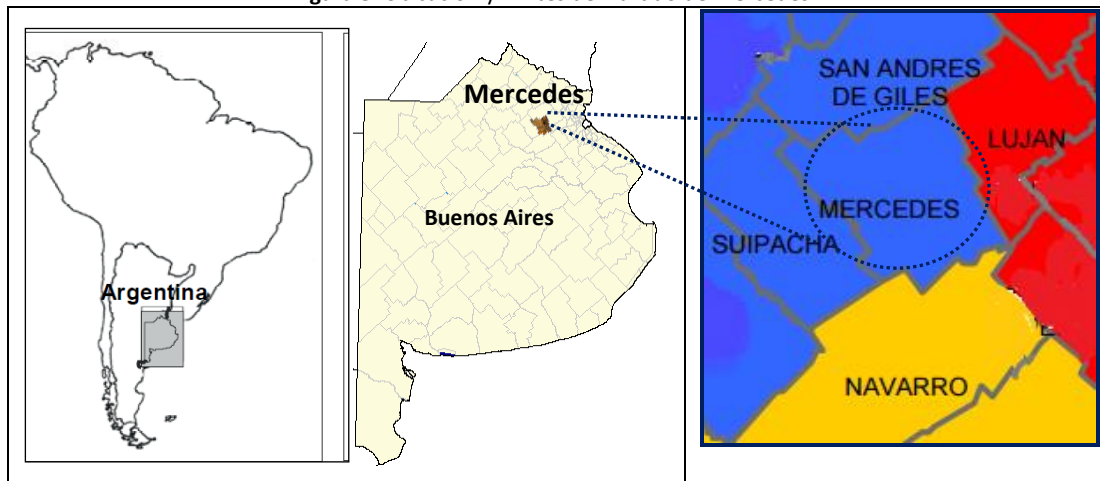 Argentina
Mercedes
Buenos Aires
SAN ANDRES
DE GILES
LUJAN
MERCEDES
SUIPACHA
NAVARRO